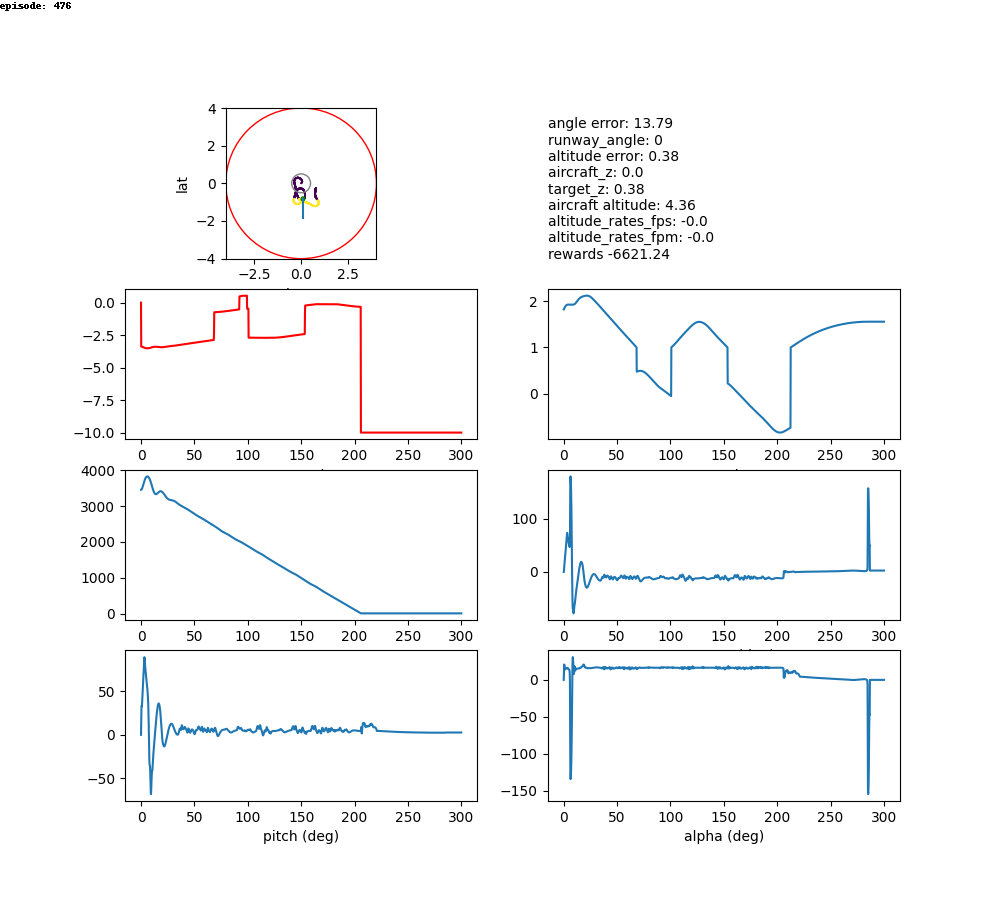 episode: 476
4
2
0
−2
−4
lat
−2.5 0.0 2.5
angle error: 13.79
runway_angle: 0
altitude error: 0.38
aircraft_z: 0.0
target_z: 0.38
aircraft altitude: 4.36
altitude_rates_fps: -0.0
altitude_rates_fpm: -0.0
rewards -6621.24
0.0
−2.5
−5.0
−7.5
−10.0
0 50 100 150 200 250 300
2
1
0
0 50 100 150 200 250 300
4000
3000
2000
1000
0
0 50 100 150 200 250 300
100
0
0 50 100 150 200 250 300
50
0
−50
0 50 100 150 200 250 300
pitch (deg)
0
−50
−100
−150
0 50 100 150 200 250 300
alpha (deg)